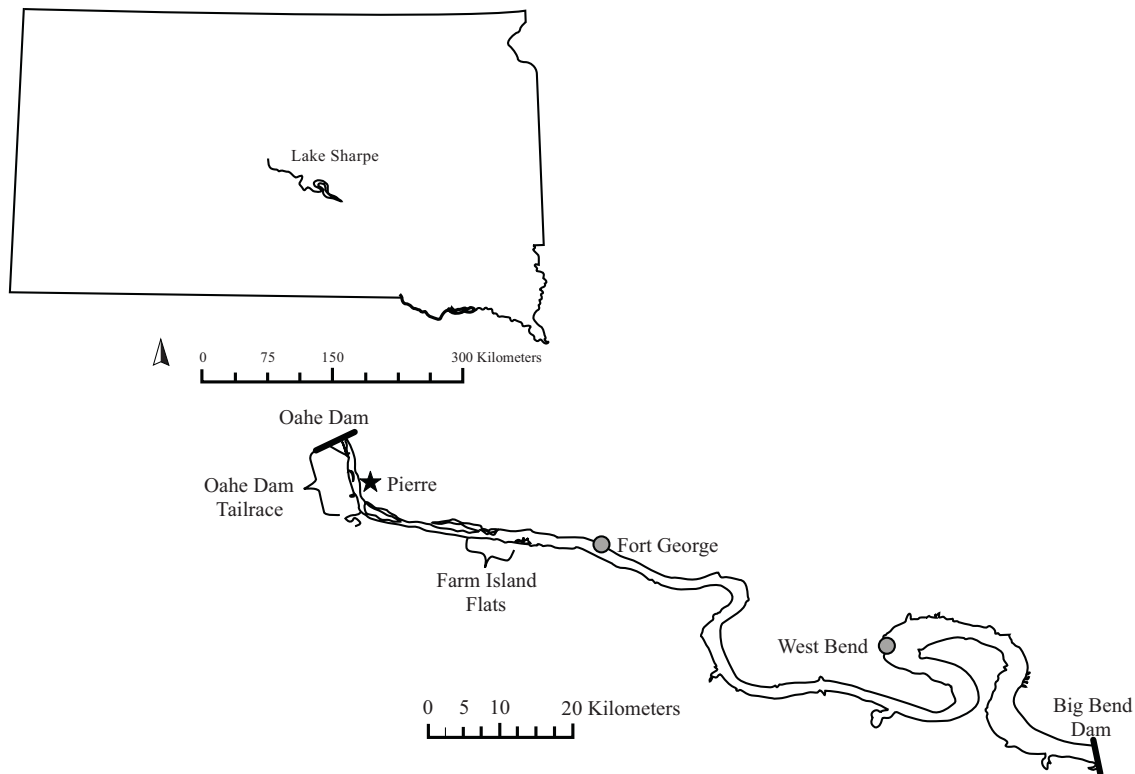 Lake Sharpe
0 75 150 300 Kilometers
Oahe Dam
Oahe Dam
Tailrace
Pierre
Fort George
Farm Island
Flats
West Bend
Big Bend
Dam
0 5 10 20 Kilometers